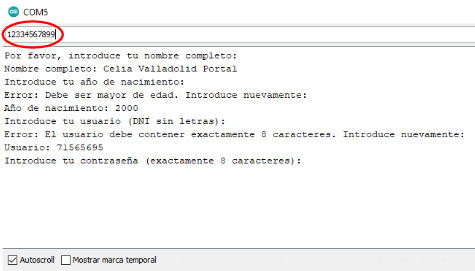 COM5
12334567899
Por favor, introduce tu nombre completo:
Nombre completo: Celia Valladolid Portal
Introduce tu año de nacimiento:
Error: Debe ser mayor de edad. Introduce nuevamente:
Año de nacimiento: 2000
Introduce tu usuario (DNI sin letras):
Error: El usuario debe contener exactamente 8 caracteres. Introduce nuevamente:
Usuario: 71565695
Introduce tu contraseña (exactamente 8 caracteres):
Autoscroll Mostrar marca temporal